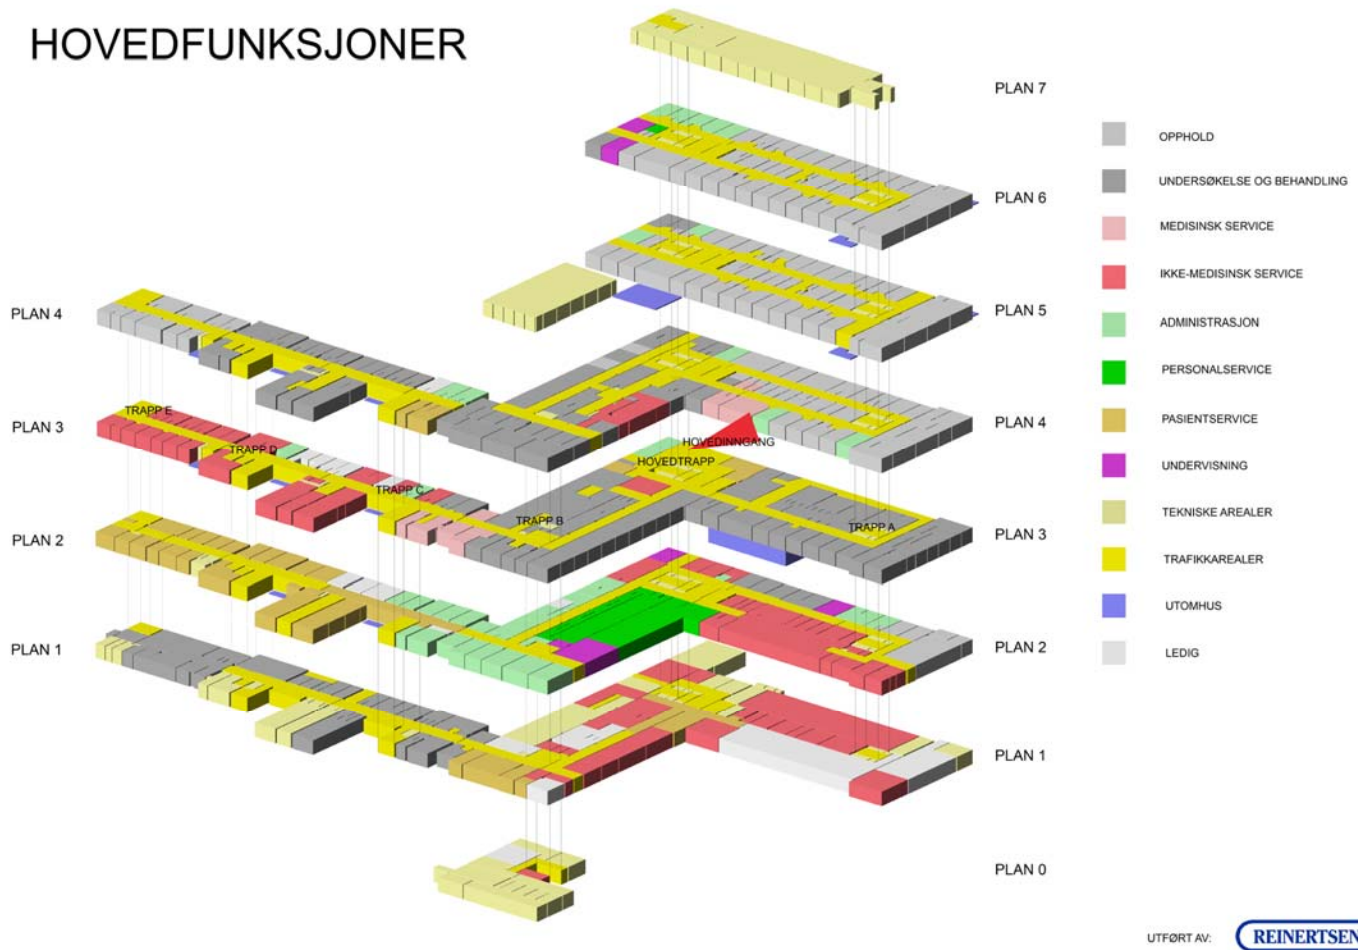 HOVEDFUNKSJONER
PLAN 7
PLAN 6
PLAN 5
PLAN 4
PLAN 4
PLAN 3
PLAN 3
PLAN 2
PLAN 2
PLAN 1
PLAN 1
PLAN 0
TRAPP E
TRAPP D
TRAPP C
TRAPP B
HOVEDINNGANG
HOVEDTRAPP
TRAPP A
OPPHOLD
UNDERSØKELSE OG BEHANDLING
MEDISINSK SERVICE
IKKE-MEDISINSK SERVICE
ADMINISTRASJON
PERSONALSERVICE
PASIENTSERVICE
UNDERVISNING
TEKNISKE AREALER
TRAFIKKAREALER
UTOMHUS
LEDIG
UTFØRT AV:
REINERTSEN